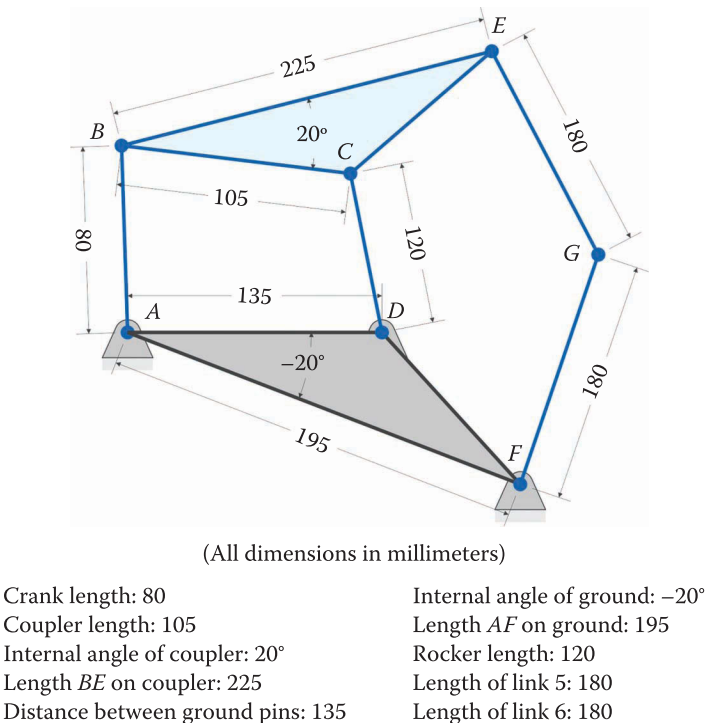 E
225
B
20°
C
180
105
80
120
G
135
A
D
–20°
180
195
F
(All dimensions in millimeters)
Crank length: 80
Internal angle of ground: –20°
Coupler length: 105
Length AF on ground: 195
Internal angle of coupler: 20°
Rocker length: 120
Length BE on coupler: 225
Length of link 5: 180
Distance between ground pins: 135
Length of link 6: 180